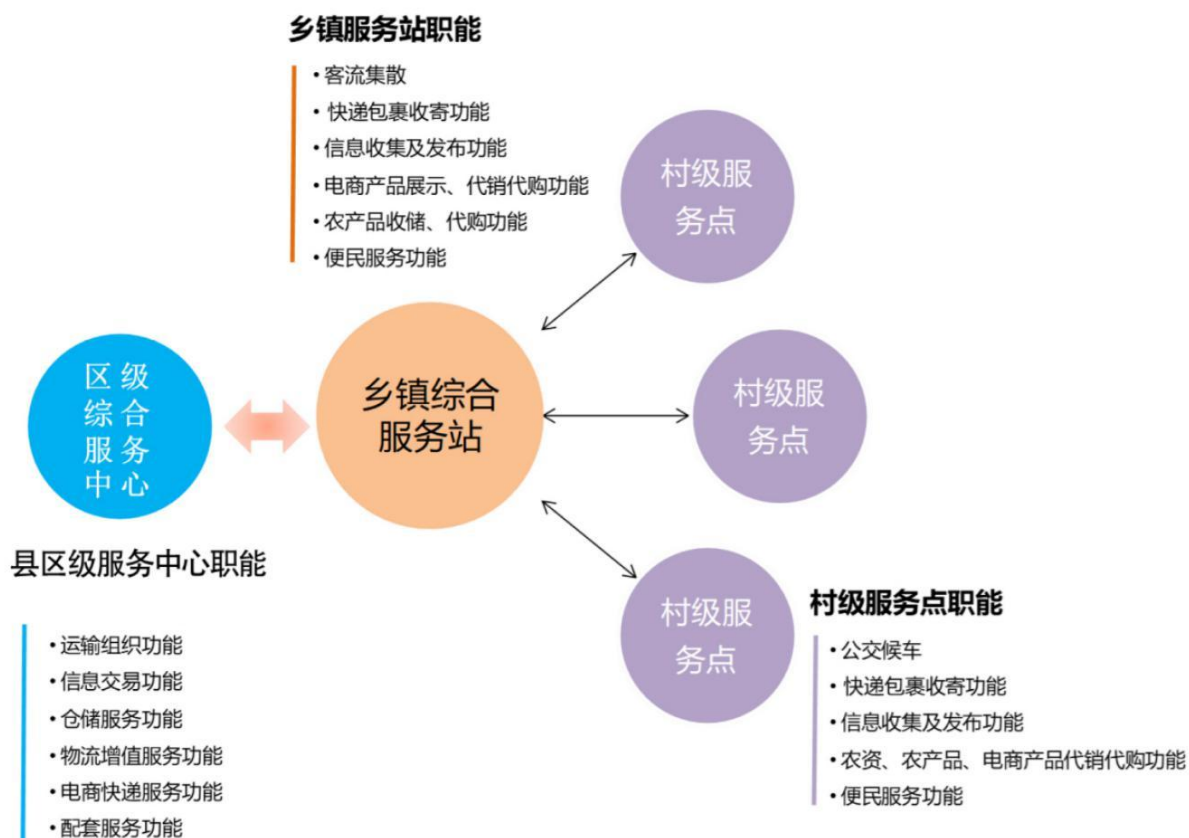 乡镇服务站职能
• 客流集散
• 快递包裹收寄功能
• 信息收集及发布功能
• 电商产品展示、代销代购功能
• 农产品收储、代购功能
• 便民服务功能
村级服
务点
区级
综合
服务
中心
乡镇综合
服务站
村级服
务点
县区级服务中心职能
• 运输组织功能
• 信息交易功能
• 仓储服务功能
• 物流增值服务功能
• 电商快递服务功能
• 配套服务功能
村级服
务点
村级服务点职能
• 公交候车
• 快递包裹收寄功能
• 信息收集及发布功能
• 农资、农产品、电商产品代销代购功能
• 便民服务功能